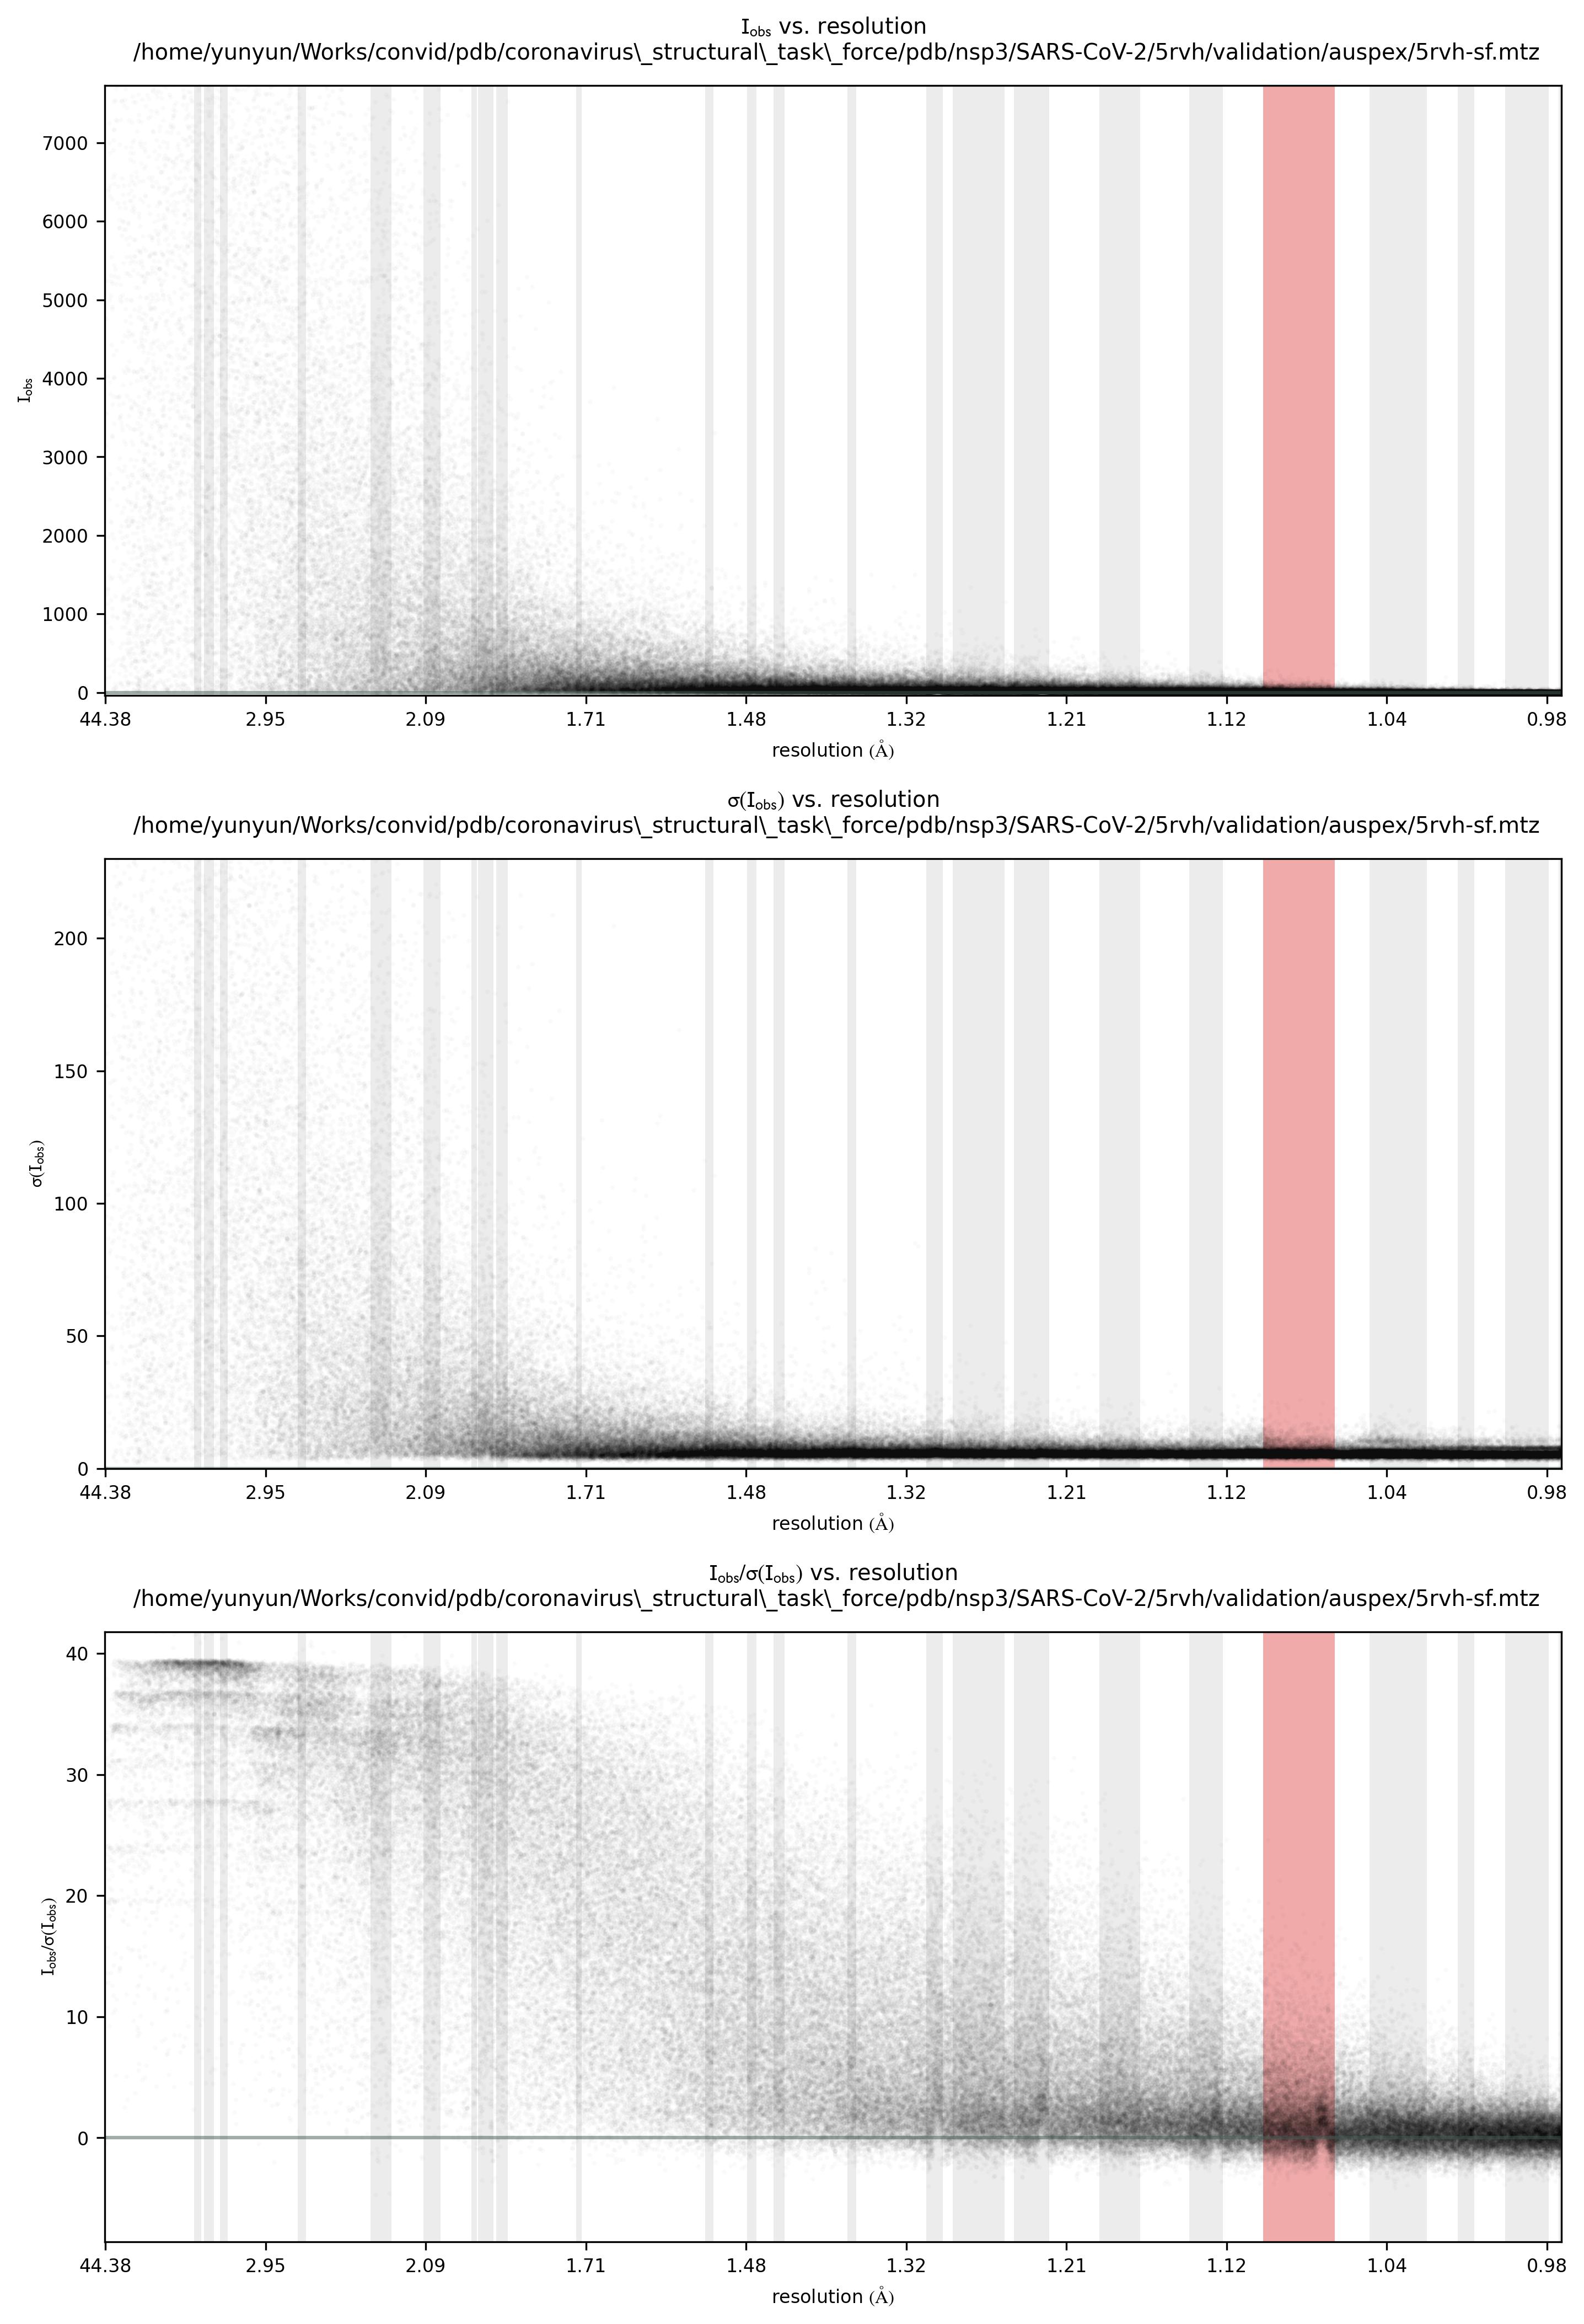 I_obs vs. resolution
/home/yunyun/Works/convid/pdb/coronavirus\_structural\_task\_force/pdb/nsp3/SARS-CoV-2/5rvh/validation/auspex/5rvh-sf.mtz
7000
6000
5000
4000
3000
2000
1000
0
I_obs
44.38 2.95 2.09 1.71 1.48 1.32 1.21 1.12 1.04 0.98
resolution (Å)
σ(I_obs) vs. resolution
/home/yunyun/Works/convid/pdb/coronavirus\_structural\_task\_force/pdb/nsp3/SARS-CoV-2/5rvh/validation/auspex/5rvh-sf.mtz
200
150
100
50
0
σ(I_obs)
44.38 2.95 2.09 1.71 1.48 1.32 1.21 1.12 1.04 0.98
resolution (Å)
I_obs/σ(I_obs) vs. resolution
/home/yunyun/Works/convid/pdb/coronavirus\_structural\_task\_force/pdb/nsp3/SARS-CoV-2/5rvh/validation/auspex/5rvh-sf.mtz
40
30
20
10
0
I_obs/σ(I_obs)
44.38 2.95 2.09 1.71 1.48 1.32 1.21 1.12 1.04 0.98
resolution (Å)